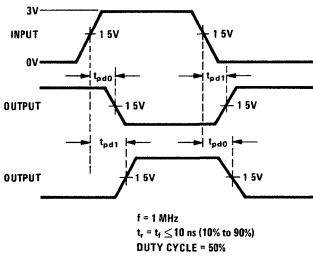 3V
INPUT
1 5V
1 5V
0V
tpd0
tpd1
OUTPUT
1 5V
1 5V
tpd1
tpd0
OUTPUT
1 5V
1 5V
f = 1 MHz
tr = tf ≤ 10 ns (10% to 90%)
DUTY CYCLE = 50%